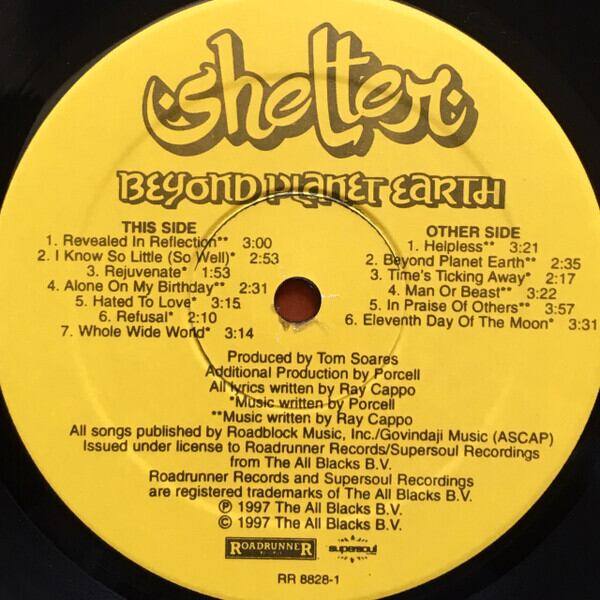 shelter
BEYOND PLANET EARTH
THIS SIDE
1. Revealed In Reflection** 3:00
2. I Know So Little (So Well)* 2:53
3. Rejuvenate* 1:53
4. Alone On My Birthday** 2:31
5. Hated To Love* 3:15
6. Refusal* 2:10
7. Whole Wide World* 3:14
OTHER SIDE
1. Helpless** 3:21
2. Beyond Planet Earth** 2:35
3. Time's Ticking Away* 2:17
4. Man Or Beast** 3:22
5. In Praise Of Others** 3:57
6. Eleventh Day Of The Moon* 3:31
Produced by Tom Soares
Additional Production by Porcell
All lyrics written by Ray Cappo
*Music written by Porcell
**Music written by Ray Cappo
All songs published by Roadblock Music, Inc./Govindaji Music (ASCAP)
Issued under license to Roadrunner Records/Supersoul Recordings
from The All Blacks B.V.
Roadrunner Records and Supersoul Recordings
are registered trademarks of The All Blacks B.V.
℗ 1997 The All Blacks B.V.
© 1997 The All Blacks B.V.
ROADRUNNER
supersoul
RR 8828-1